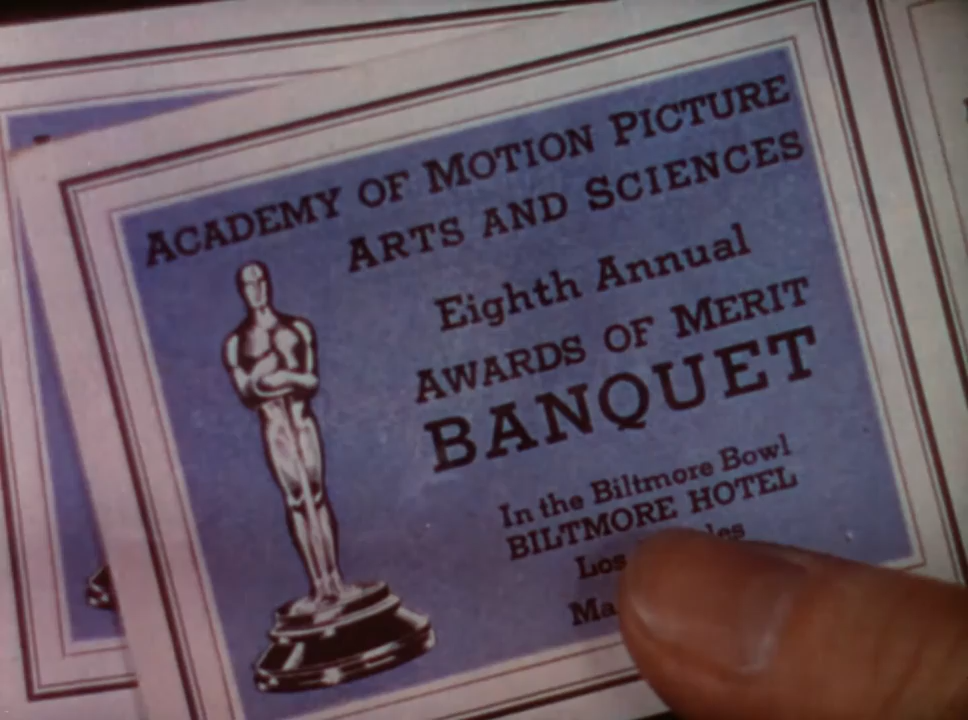 ACADEMY OF MOTION PICTURE
ARTS AND SCIENCES
Eighth Annual
AWARDS OF MERIT
BANQUET
In the Biltmore Bowl
BILTMORE HOTEL
Los